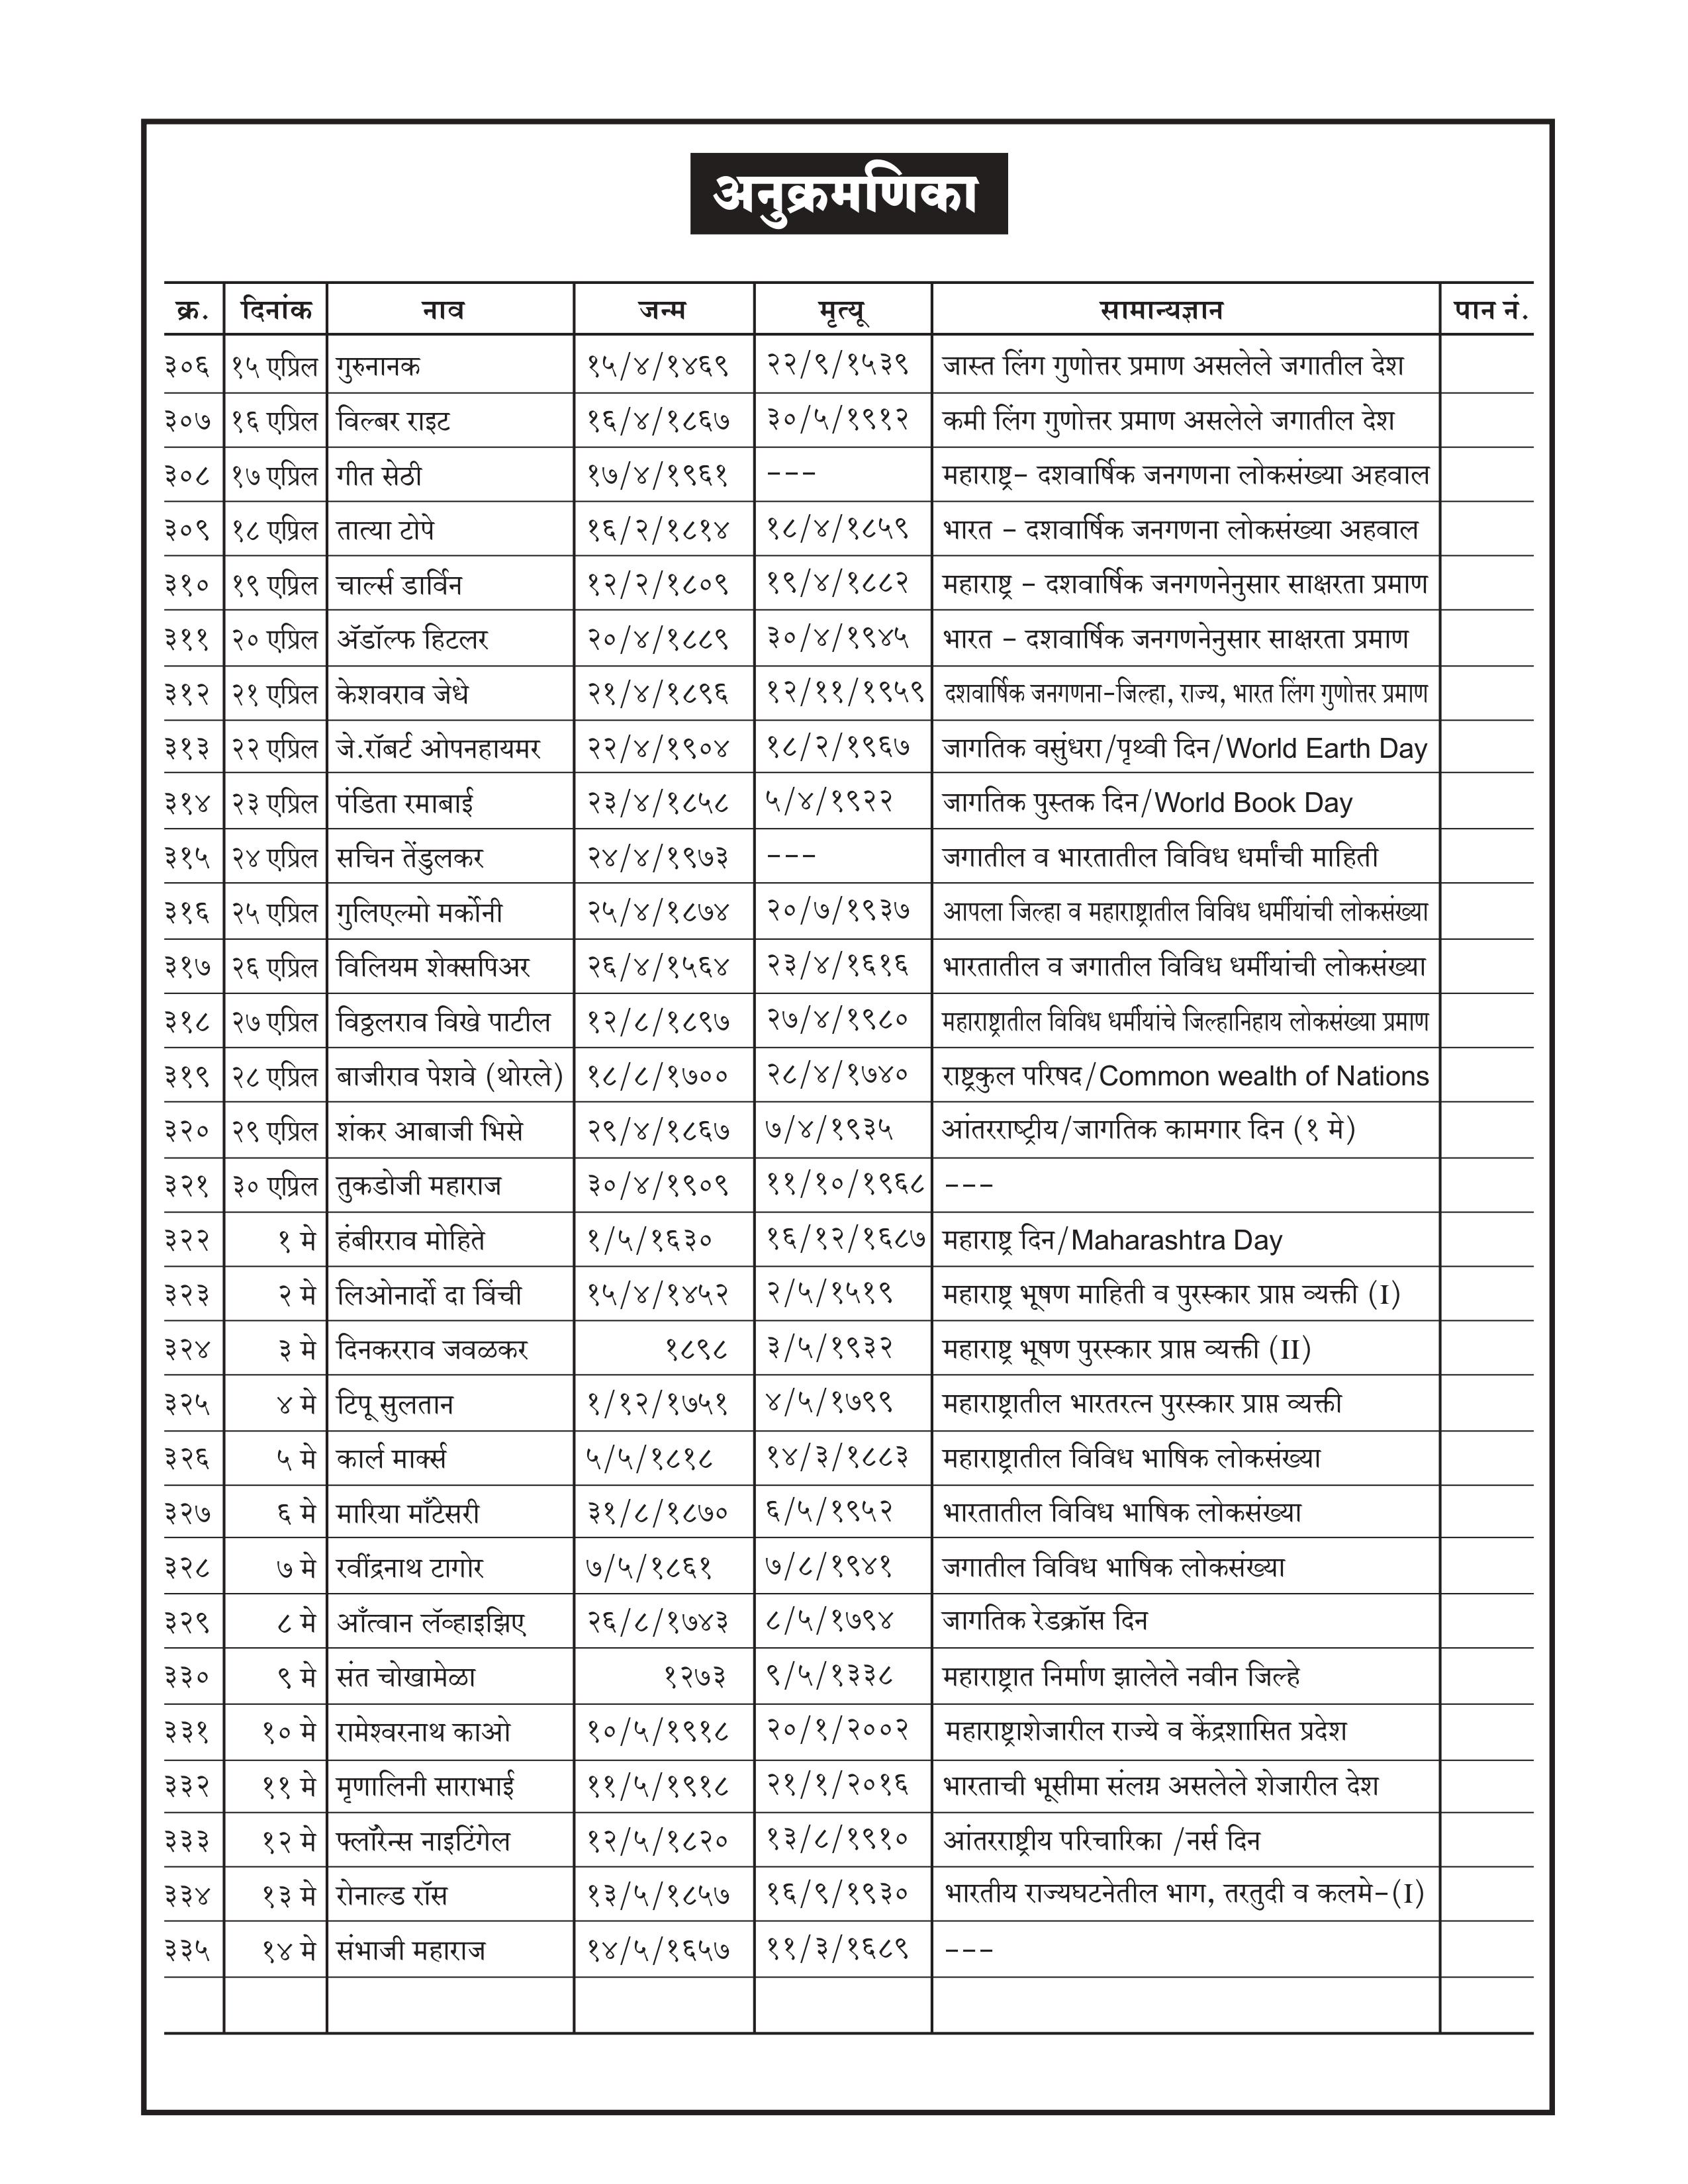 अनुक्रमणिका
क्र. दिनांक नाव जन्म मृत्यू सामान्यज्ञान पान नं.
३०६ १५ एप्रिल गुरुनानक १५/४/१४६९ २२/९/१५३९ जास्त लिंग गुणोत्तर प्रमाण असलेले जगातील देश
३०७ १६ एप्रिल विल्बर राइट १६/४/१८६७ ३०/५/१९१२ कमी लिंग गुणोत्तर प्रमाण असलेले जगातील देश
३०८ १७ एप्रिल गीत सेठी १७/४/१९६१ --- महाराष्ट्र- दशवार्षिक जनगणना लोकसंख्या अहवाल
३०९ १८ एप्रिल तात्या टोपे १६/२/१८१४ १८/४/१८५९ भारत - दशवार्षिक जनगणना लोकसंख्या अहवाल
३१० १९ एप्रिल चार्ल्स डार्विन १२/२/१८०९ १९/४/१८८२ महाराष्ट्र - दशवार्षिक जनगणनेनुसार साक्षरता प्रमाण
३११ २० एप्रिल ॲडॉल्फ हिटलर २०/४/१८८९ ३०/४/१९४५ भारत - दशवार्षिक जनगणनेनुसार साक्षरता प्रमाण
३१२ २१ एप्रिल केशवराव जेधे २१/४/१८९६ १२/११/१९५९ दशवार्षिक जनगणना-जिल्हा, राज्य, भारत लिंग गुणोत्तर प्रमाण
३१३ २२ एप्रिल जे.रॉबर्ट ओपनहायमर २२/४/१९०४ १८/२/१९६७ जागतिक वसुंधरा/पृथ्वी दिन/World Earth Day
३१४ २३ एप्रिल पंडिता रमाबाई २३/४/१८५८ ५/४/१९२२ जागतिक पुस्तक दिन/World Book Day
३१५ २४ एप्रिल सचिन तेंडुलकर २४/४/१९७३ --- जगातील व भारतातील विविध धर्मांची माहिती
३१६ २५ एप्रिल गुलिएल्मो मर्कोनी २५/४/१८७४ २०/७/१९३७ आपला जिल्हा व महाराष्ट्रातील विविध धर्मीयांची लोकसंख्या
३१७ २६ एप्रिल विलियम शेक्सपिअर २६/४/१५६४ २३/४/१६१६ भारतातील व जगातील विविध धर्मीयांची लोकसंख्या
३१८ २७ एप्रिल विठ्ठलराव विखे पाटील १२/८/१८९७ २७/४/१९८० महाराष्ट्रातील विविध धर्मीयांचे जिल्हानिहाय लोकसंख्या प्रमाण
३१९ २८ एप्रिल बाजीराव पेशवे (थोरले) १८/८/१७०० २८/४/१७४० राष्ट्रकुल परिषद/Common wealth of Nations
३२० २९ एप्रिल शंकर आबाजी भिसे २९/४/१८६७ ७/४/१९३५ आंतरराष्ट्रीय/जागतिक कामगार दिन (१ मे)
३२१ ३० एप्रिल तुकडोजी महाराज ३०/४/१९०९ ११/१०/१९६८ ---
३२२ १ मे हंबीरराव मोहिते १/५/१६३० १६/१२/१६८७ महाराष्ट्र दिन/Maharashtra Day
३२३ २ मे लिओनार्दो दा विंची १५/४/१४५२ २/५/१५१९ महाराष्ट्र भूषण माहिती व पुरस्कार प्राप्त व्यक्ती (I)
३२४ ३ मे दिनकरराव जवळकर १८९८ ३/५/१९३२ महाराष्ट्र भूषण पुरस्कार प्राप्त व्यक्ती (II)
३२५ ४ मे टिपू सुलतान १/१२/१७५१ ४/५/१७९९ महाराष्ट्रातील भारतरत्न पुरस्कार प्राप्त व्यक्ती
३२६ ५ मे कार्ल मार्क्स ५/५/१८१८ १४/३/१८८३ महाराष्ट्रातील विविध भाषिक लोकसंख्या
३२७ ६ मे मारिया माँटेसरी ३१/८/१८७० ६/५/१९५२ भारतातील विविध भाषिक लोकसंख्या
३२८ ७ मे रवींद्रनाथ टागोर ७/५/१८६१ ७/८/१९४१ जगातील विविध भाषिक लोकसंख्या
३२९ ८ मे आँत्वान लॅव्हाइझिए २६/८/१७४३ ८/५/१७९४ जागतिक रेडक्रॉस दिन
३३० ९ मे संत चोखामेळा १२७३ ९/५/१३३८ महाराष्ट्रात निर्माण झालेले नवीन जिल्हे
३३१ १० मे रामेश्वरनाथ काओ १०/५/१९१८ २०/१/२००२ महाराष्ट्राशेजारील राज्ये व केंद्रशासित प्रदेश
३३२ ११ मे मृणालिनी साराभाई ११/५/१९१८ २१/१/२०१६ भारताची भूसीमा संलग्न असलेले शेजारील देश
३३३ १२ मे फ्लॉरेन्स नाइटिंगेल १२/५/१८२० १३/८/१९१० आंतरराष्ट्रीय परिचारिका /नर्स दिन
३३४ १३ मे रोनाल्ड रॉस १३/५/१८५७ १६/९/१९३० भारतीय राज्यघटनेतील भाग, तरतुदी व कलमे-(I)
३३५ १४ मे संभाजी महाराज १४/५/१६५७ ११/३/१६८९ ---